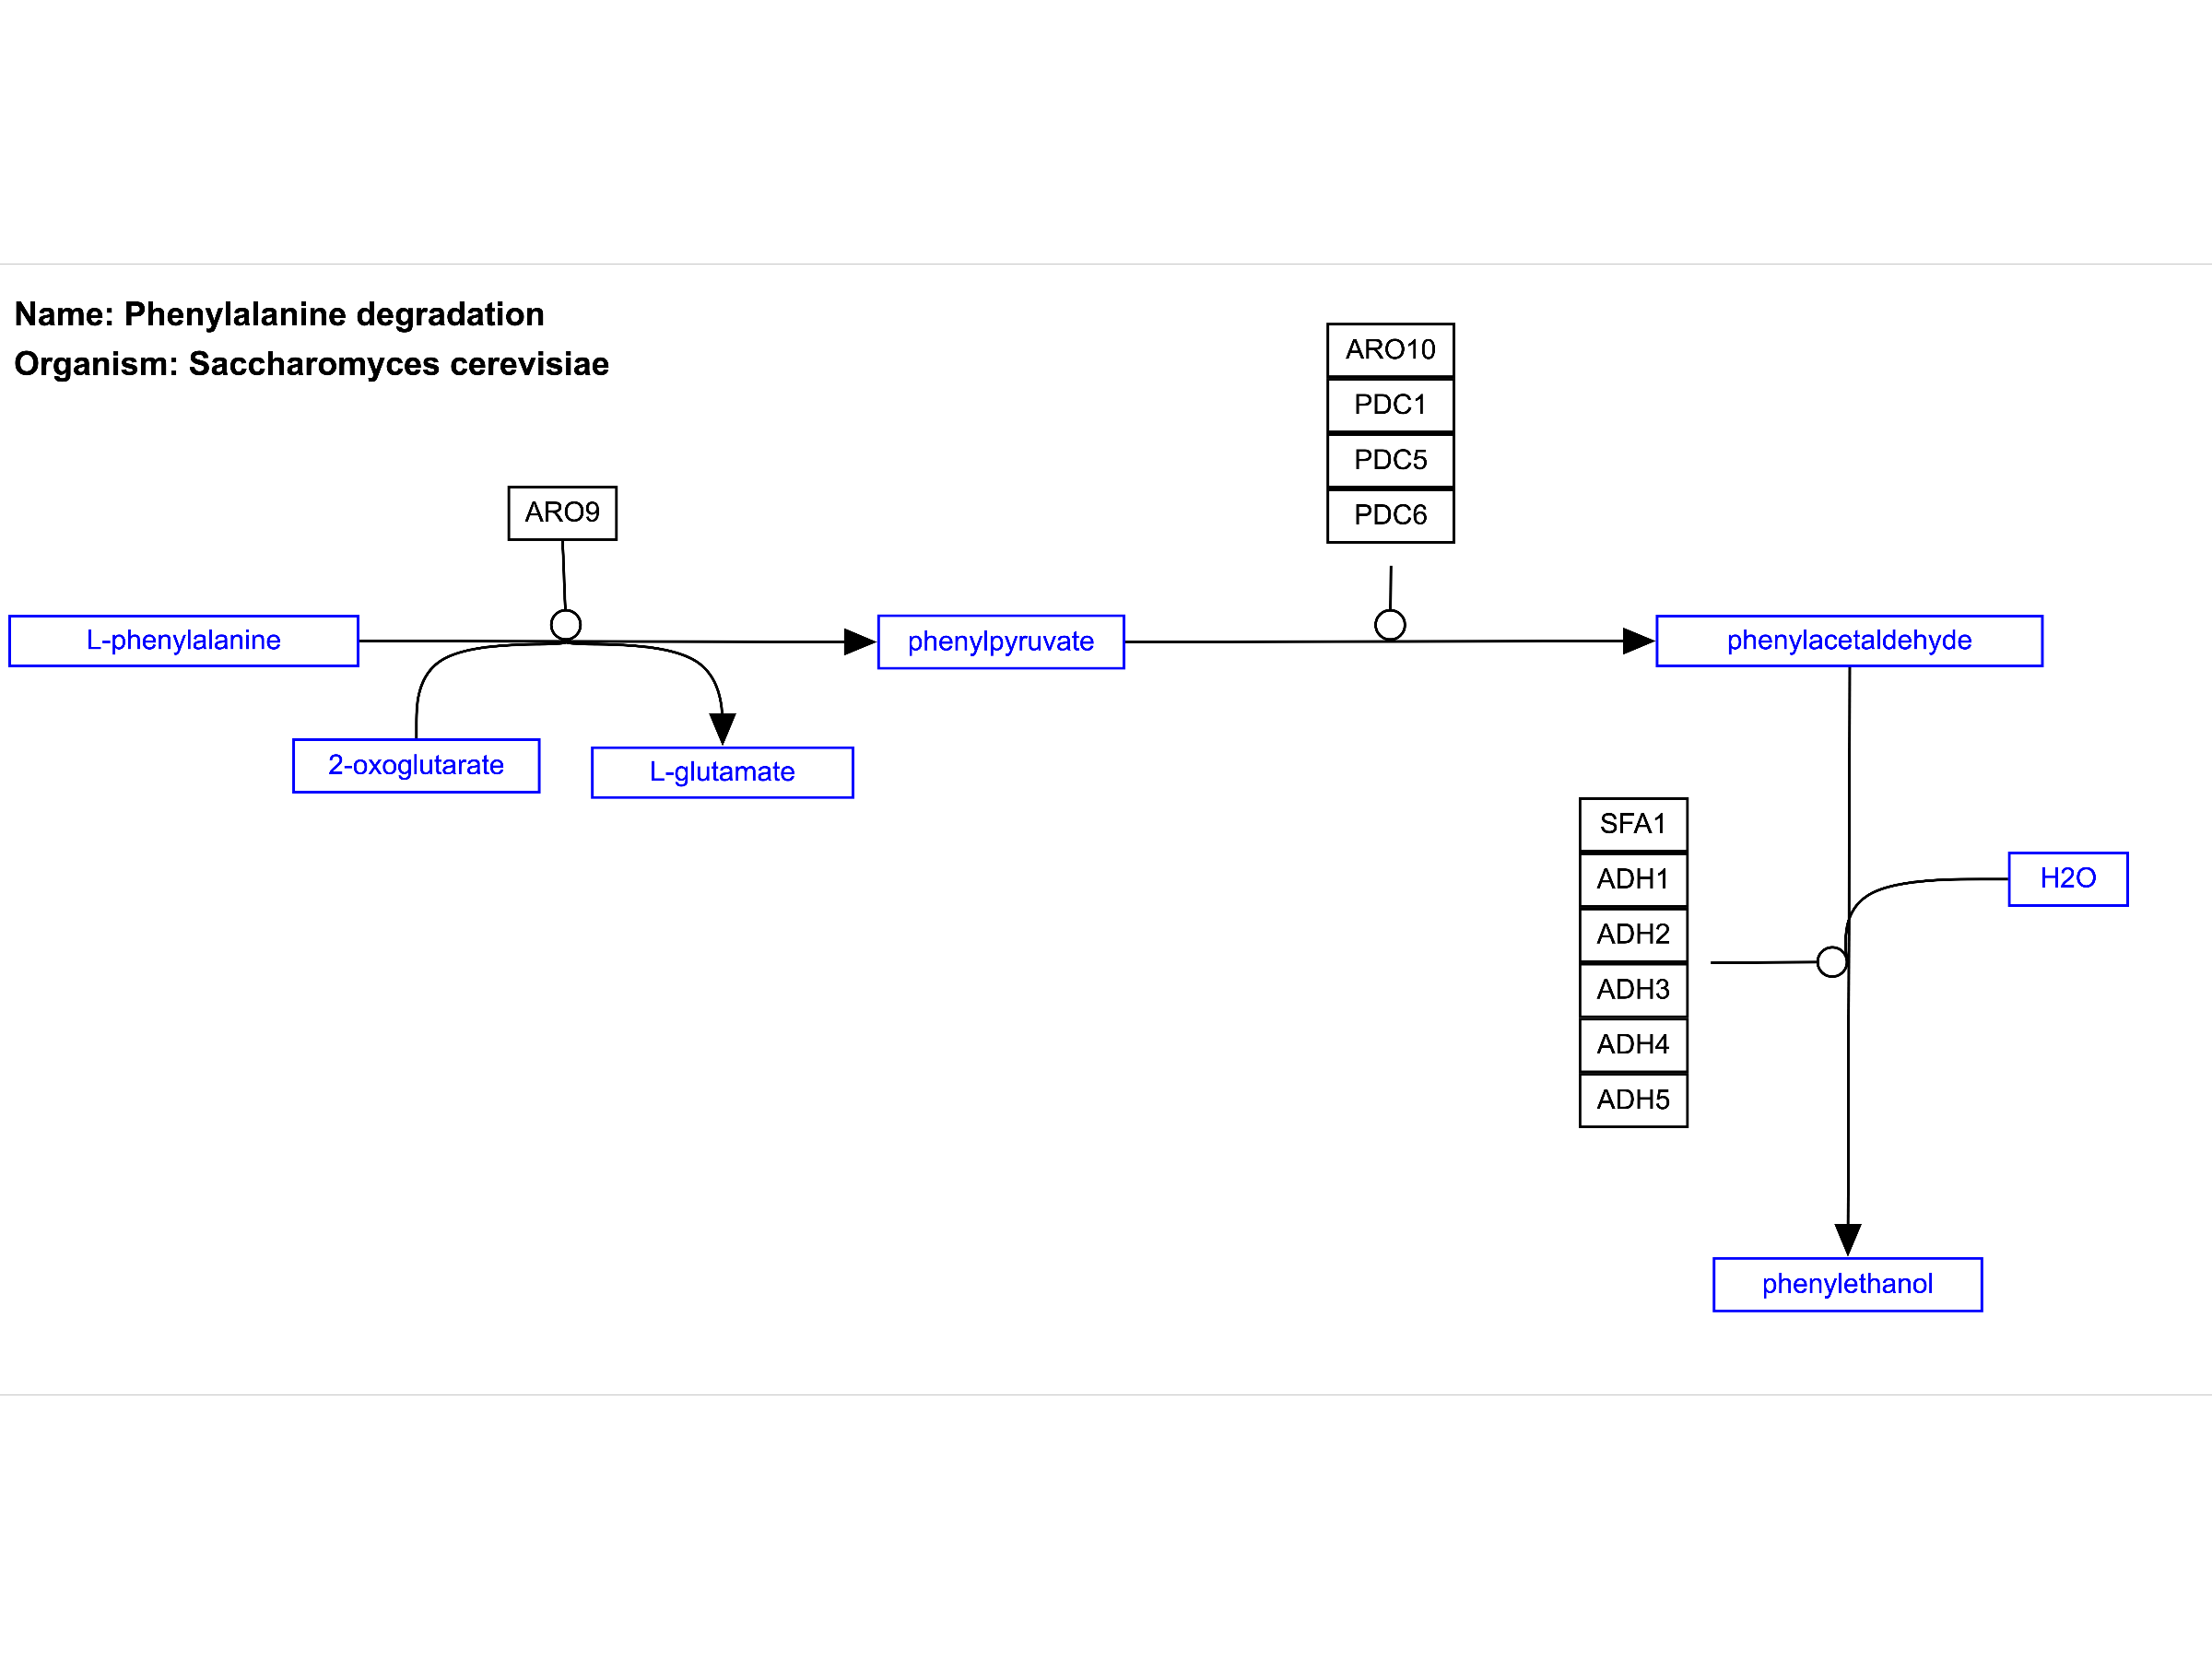 Name: Phenylalanine degradation
Organism: Saccharomyces cerevisiae
ARO10
PDC1
PDC5
PDC6
ARO9
L-phenylalanine
phenylpyruvate
phenylacetaldehyde
2-oxoglutarate
L-glutamate
SFA1
ADH1
ADH2
ADH3
ADH4
ADH5
H2O
phenylethanol